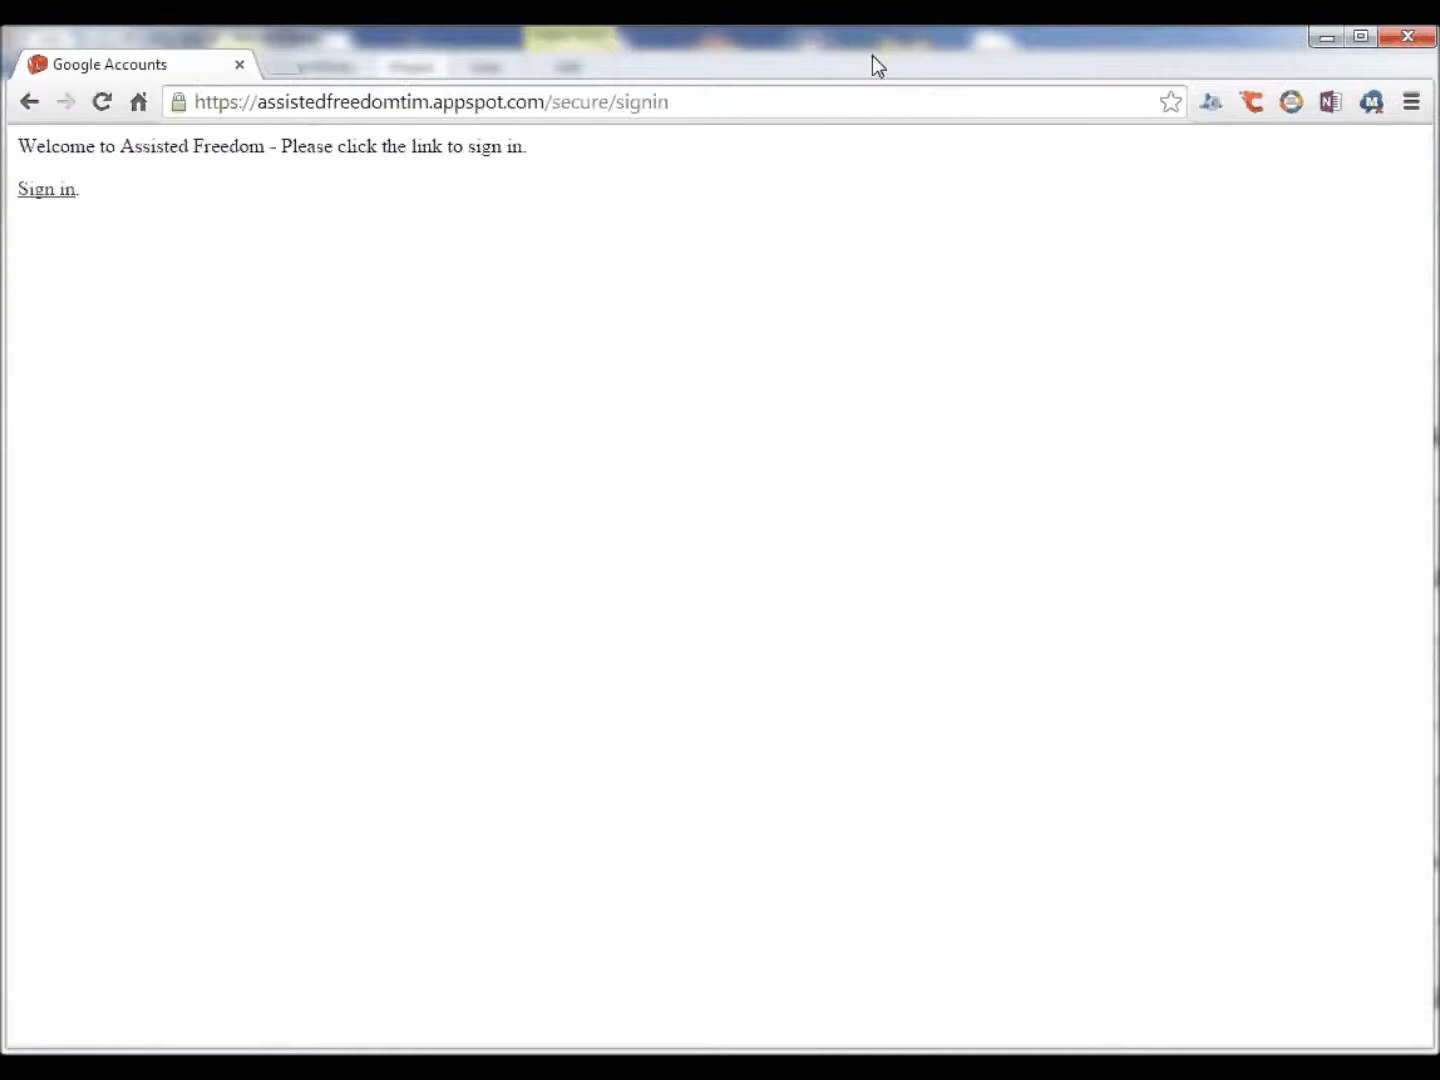 Google Accounts
https://assistedfreedomtim.appspot.com/secure/signin
Welcome to Assisted Freedom - Please click the link to sign in.
Sign in.